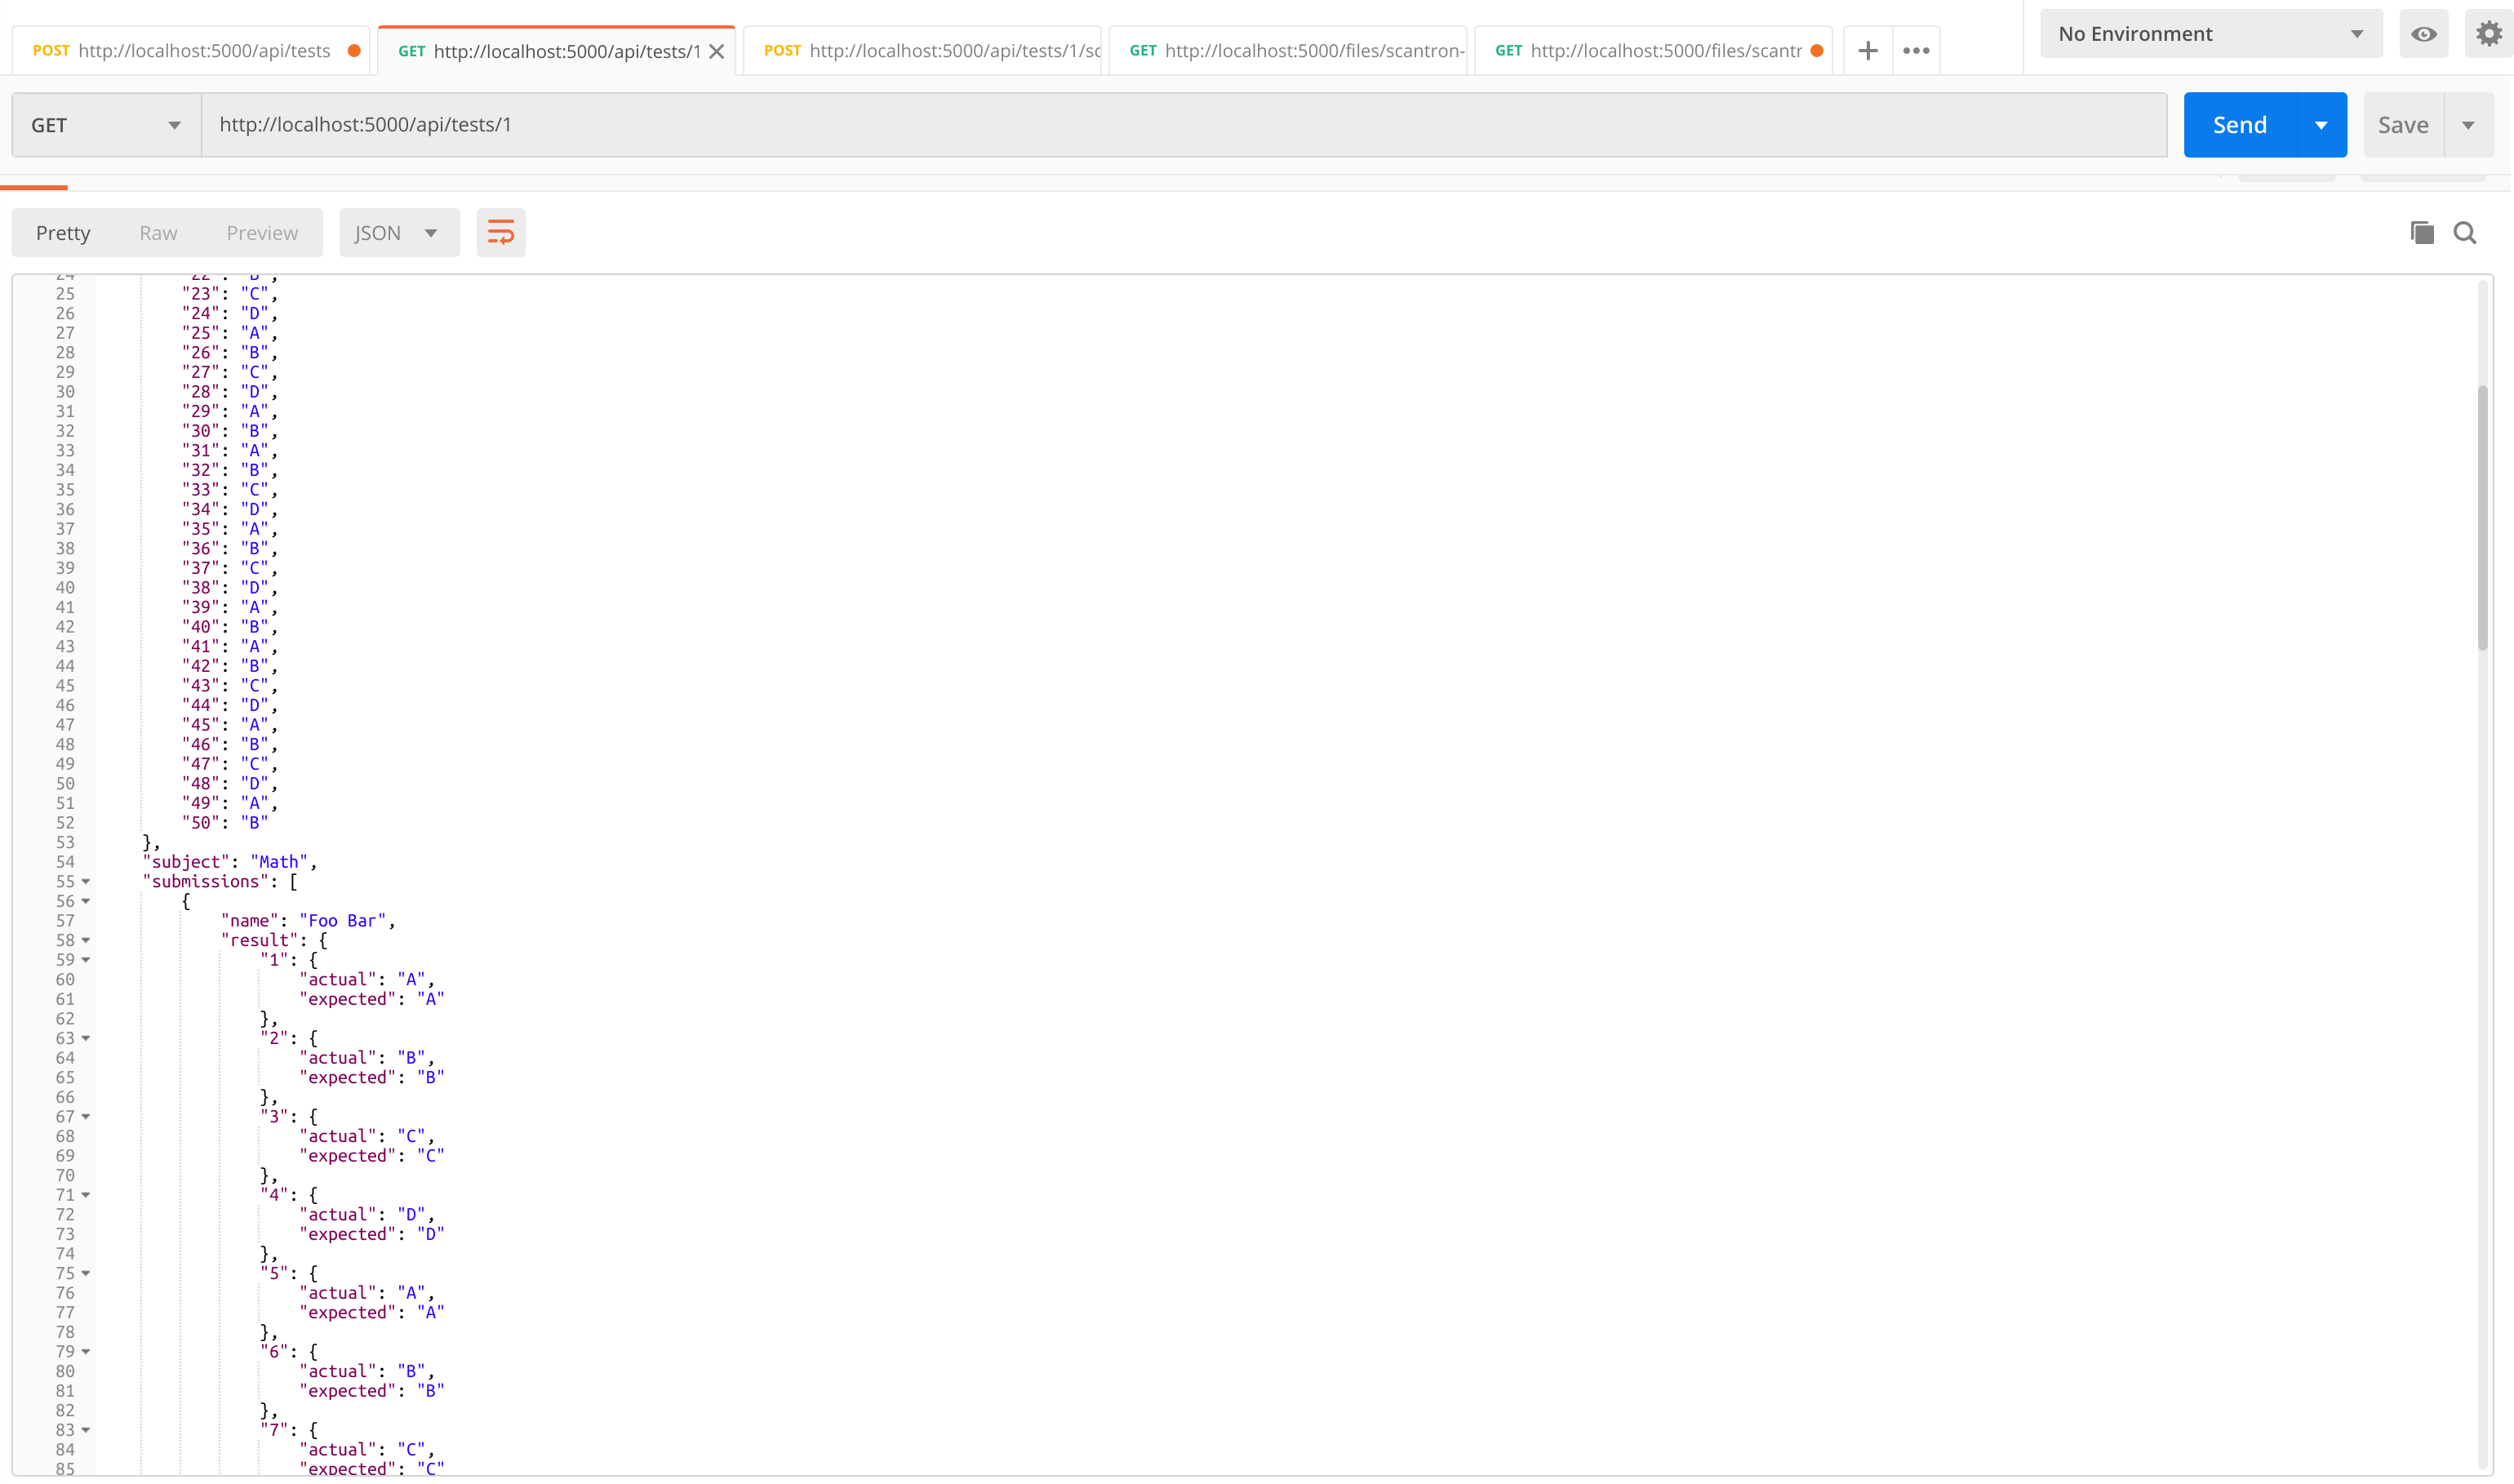 POST http://localhost:5000/api/tests
GET http://localhost:5000/api/tests/1
POST http://localhost:5000/api/tests/1/sc
GET http://localhost:5000/files/scantron-
GET http://localhost:5000/files/scantr
No Environment
GET http://localhost:5000/api/tests/1 Send Save
Pretty Raw Preview JSON
24 "22": "B",
25 "23": "C",
26 "24": "D",
27 "25": "A",
28 "26": "B",
29 "27": "C",
30 "28": "D",
31 "29": "A",
32 "30": "B",
33 "31": "A",
34 "32": "B",
35 "33": "C",
36 "34": "D",
37 "35": "A",
38 "36": "B",
39 "37": "C",
40 "38": "D",
41 "39": "A",
42 "40": "B",
43 "41": "A",
44 "42": "B",
45 "43": "C",
46 "44": "D",
47 "45": "A",
48 "46": "B",
49 "47": "C",
50 "48": "D",
51 "49": "A",
52 "50": "B"
53 },
54 "subject": "Math",
55 "submissions": [
56 {
57 "name": "Foo Bar",
58 "result": {
59 "1": {
60 "actual": "A",
61 "expected": "A"
62 },
63 "2": {
64 "actual": "B",
65 "expected": "B"
66 },
67 "3": {
68 "actual": "C",
69 "expected": "C"
70 },
71 "4": {
72 "actual": "D",
73 "expected": "D"
74 },
75 "5": {
76 "actual": "A",
77 "expected": "A"
78 },
79 "6": {
80 "actual": "B",
81 "expected": "B"
82 },
83 "7": {
84 "actual": "C",
85 "expected": "C"